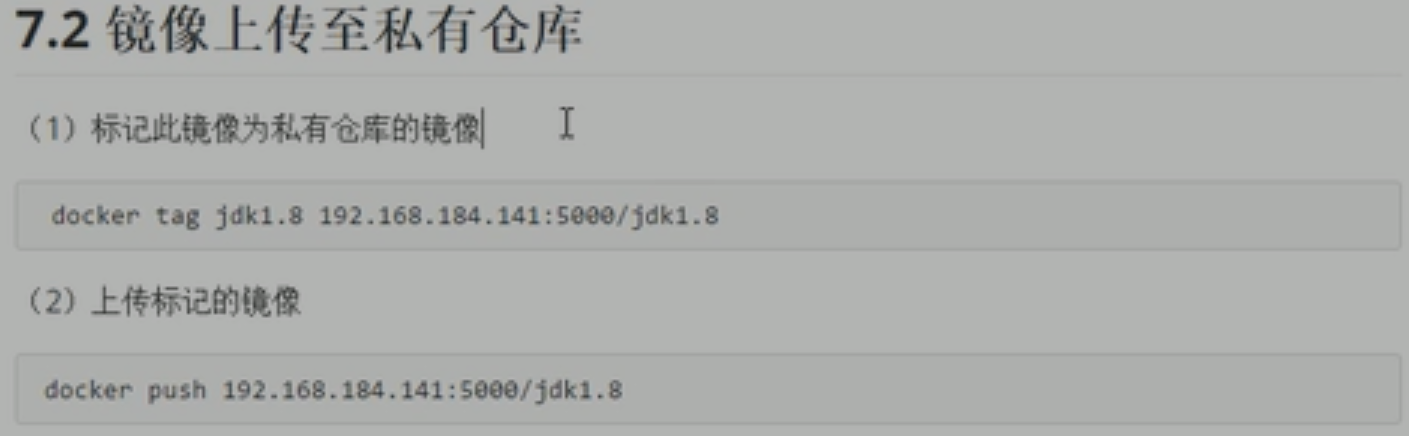 7.2 镜像上传至私有仓库
（1）标记此镜像为私有仓库的镜像
docker tag jdk1.8 192.168.184.141:5000/jdk1.8
（2）上传标记的镜像
docker push 192.168.184.141:5000/jdk1.8